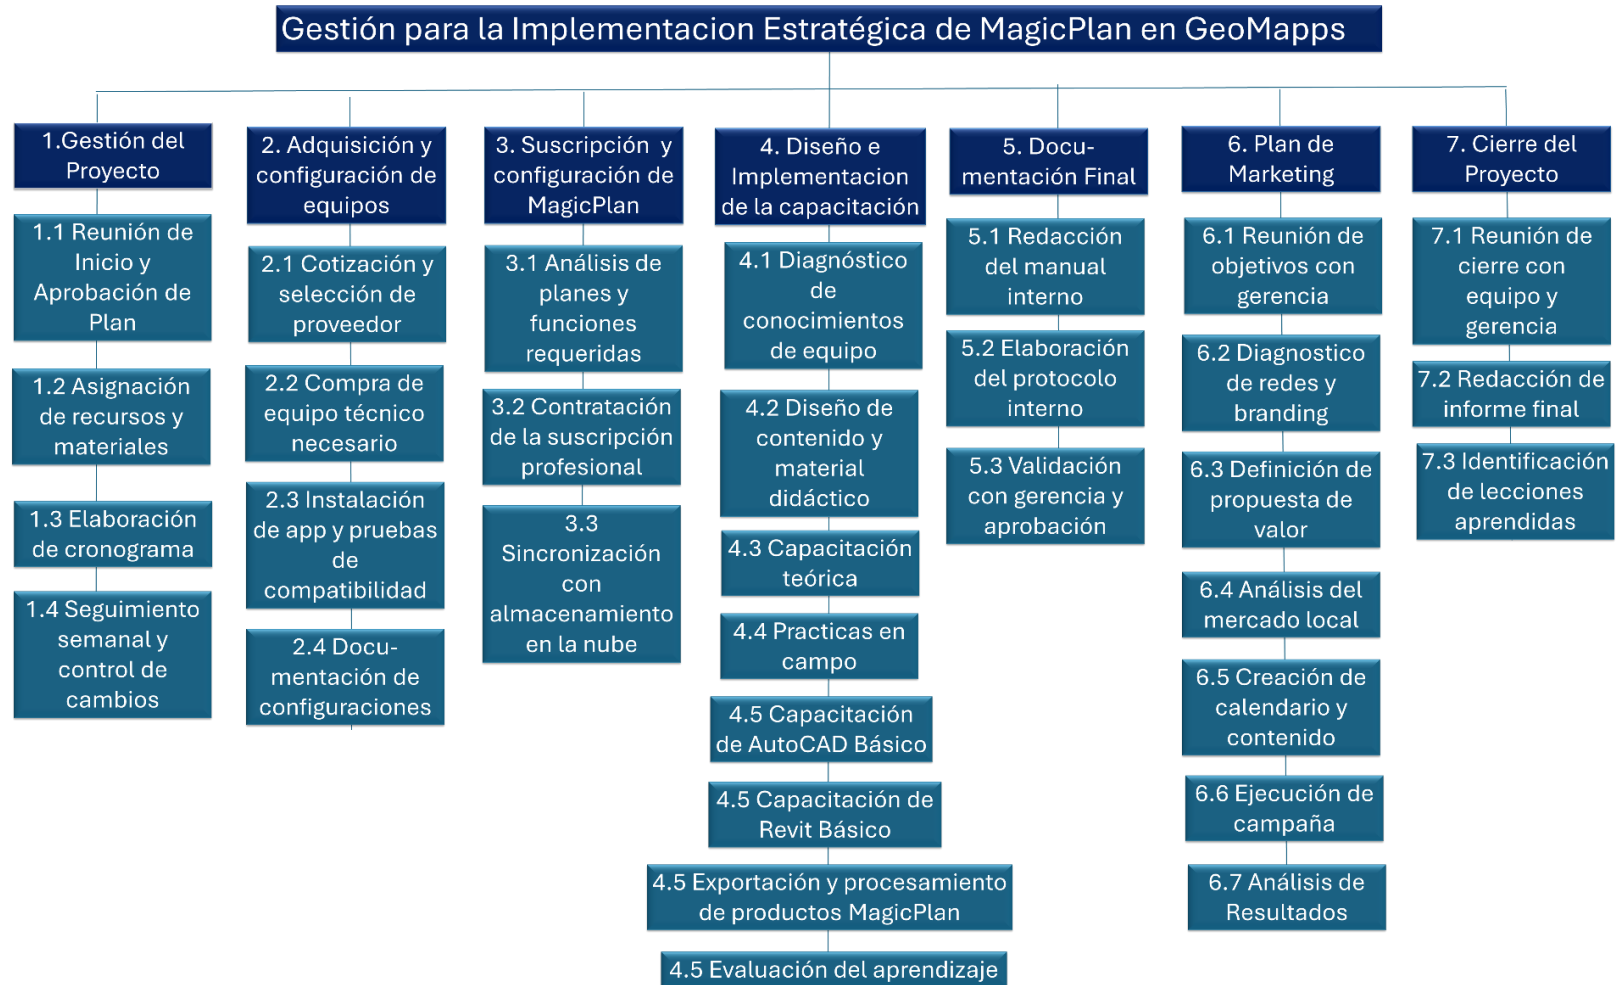 Gestión para la Implementacion Estratégica de MagicPlan en GeoMapps
1.Gestión del
Proyecto
1.1 Reunión de
Inicio y
Aprobación de
Plan
1.2 Asignación
de recursos y
materiales
1.3 Elaboración
de cronograma
1.4 Seguimiento
semanal y
control de
cambios
2. Adquisición y
configuración de
equipos
2.1 Cotización y
selección de
proveedor
2.2 Compra de
equipo técnico
necesario
2.3 Instalación
de app y pruebas
de
compatibilidad
2.4 Docu-
mentación de
configuraciones
3. Suscripción y
configuración de
MagicPlan
3.1 Análisis de
planes y
funciones
requeridas
3.2 Contratación
de la suscripción
profesional
3.3
Sincronización
con
almacenamiento
en la nube
4. Diseño e
Implementacion
de la capacitación
4.1 Diagnóstico
de
conocimientos
de equipo
4.2 Diseño de
contenido y
material
didáctico
4.3 Capacitación
teórica
4.4 Practicas en
campo
4.5 Capacitación
de AutoCAD Básico
4.5 Capacitación de
Revit Básico
4.5 Exportación y procesamiento
de productos MagicPlan
4.5 Evaluación del aprendizaje
5. Docu-
mentación Final
5.1 Redacción
del manual
interno
5.2 Elaboración
del protocolo
interno
5.3 Validación
con gerencia y
aprobación
6. Plan de
Marketing
6.1 Reunión de
objetivos con
gerencia
6.2 Diagnostico
de redes y
branding
6.3 Definición de
propuesta de
valor
6.4 Análisis del
mercado local
6.5 Creación de
calendario y
contenido
6.6 Ejecución de
campaña
6.7 Análisis de
Resultados
7. Cierre del
Proyecto
7.1 Reunión de
cierre con
equipo y
gerencia
7.2 Redacción de
informe final
7.3 Identificación
de lecciones
aprendidas